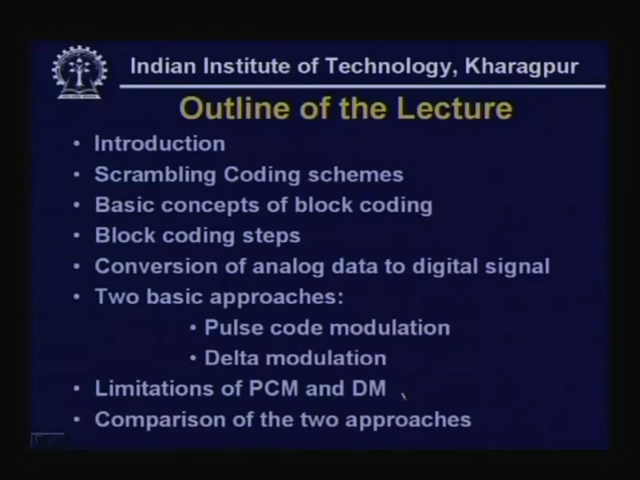 Indian Institute of Technology, Kharagpur
Outline of the Lecture
• Introduction
• Scrambling Coding schemes
• Basic concepts of block coding
• Block coding steps
• Conversion of analog data to digital signal
• Two basic approaches:
• Pulse code modulation
• Delta modulation
• Limitations of PCM and DM
• Comparison of the two approaches